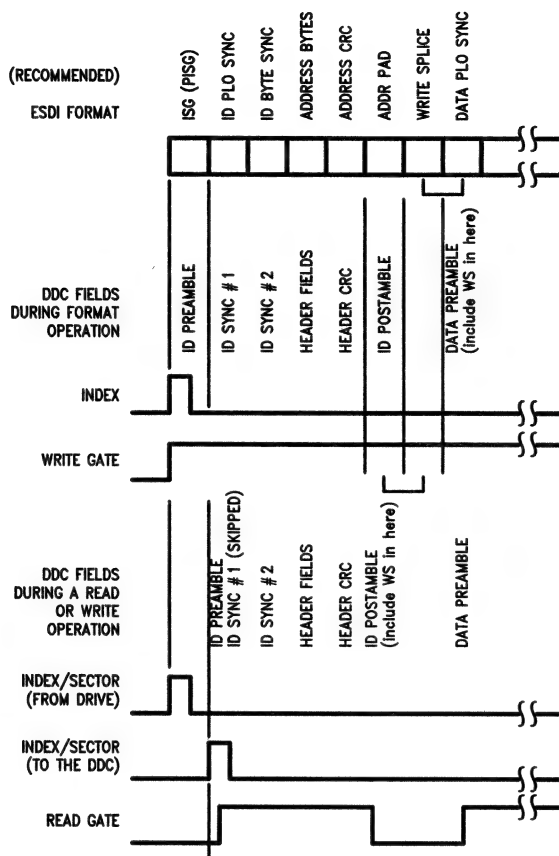 (RECOMMENDED)
ESDI FORMAT
ISG (PISG)
ID PLO SYNC
ID BYTE SYNC
ADDRESS BYTES
ADDRESS CRC
ADDR PAD
WRITE SPLICE
DATA PLO SYNC
DDC FIELDS
DURING FORMAT
OPERATION
ID PREAMBLE
ID SYNC #1
ID SYNC #2
HEADER FIELDS
HEADER CRC
ID POSTAMBLE
DATA PREAMBLE
(include WS in here)
INDEX
WRITE GATE
DDC FIELDS
DURING A READ
OR WRITE
OPERATION
ID PREAMBLE
ID SYNC #1 (SKIPPED)
ID SYNC #2
HEADER FIELDS
HEADER CRC
ID POSTAMBLE
(include WS in here)
DATA PREAMBLE
INDEX/SECTOR
(FROM DRIVE)
INDEX/SECTOR
(TO THE DDC)
READ GATE